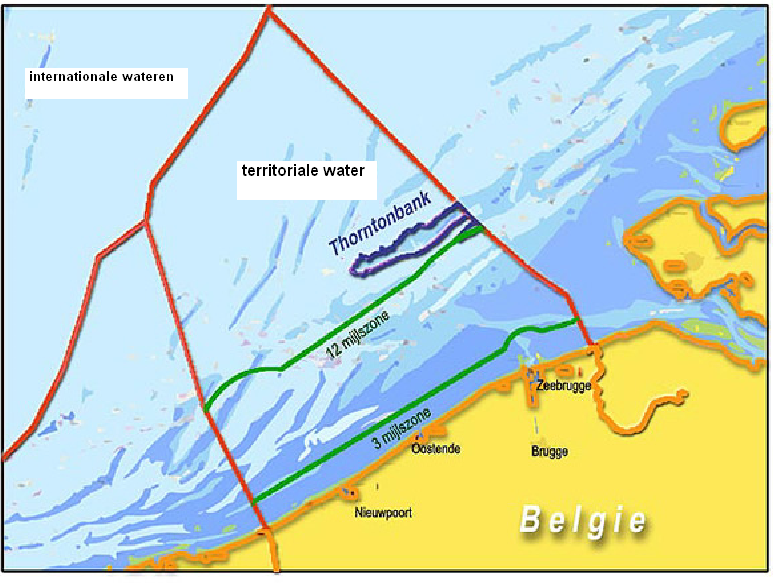 internationale wateren
territoriale water
Thorntonbank
12 mijlszone
3 mijlszone
Zeebrugge
Oostende
Brugge
Nieuwpoort
Belgie